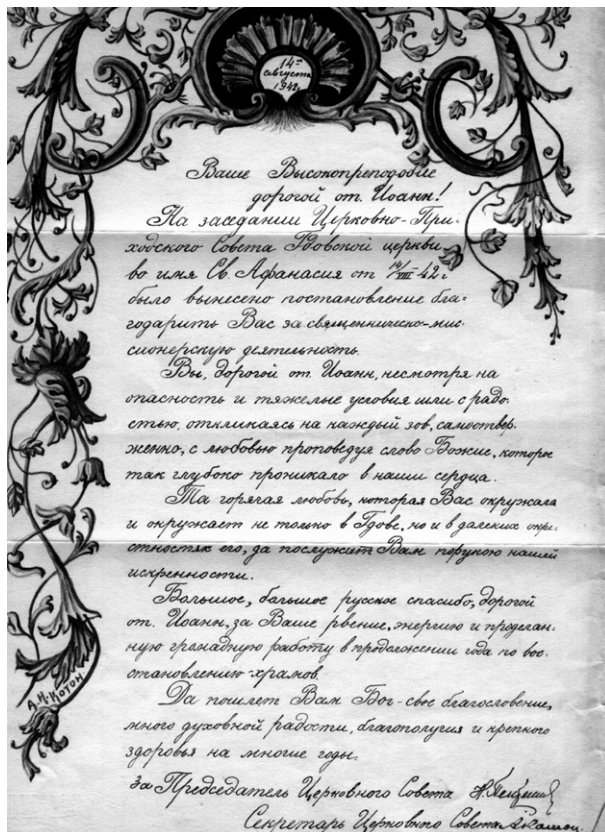 14-
августа
1942
Ваше Высокопреподобие
дорогой от. Иоанн!
На заседании Церковно-При-
ходского Совета Гдовской церкви
во имя Св. Афанасия от 14/VIII-42 г.
было вынесено постановление бла-
годарить Вас за священническо-мис-
сионерскую деятельность.
Вы, дорогой от. Иоанн, несмотря на
опасность и тяжелые условия шли с радо-
стью, откликаясь на каждый зов, самоотвер-
женно, с любовью проповедуя слово Божие, которое
так глубоко проникало в наши сердца.
Та горячая любовь, которая Вас окружала
и окружает не только в Гдове, но и в далеких окре-
стностях его, да послужит Вам порукою нашей
искренности.
Большое, большое русское спасибо, дорогой
от. Иоанн, за Ваше рвение, энергию и проделан-
ную громадную работу в продолжении года по вос-
становлению храмов.
Да пошлет Вам Бог свое благословение,
много духовной радости, благополучия и крепкого
здоровья на многие годы.
За Председатель Церковного Совета
Секретарь Церковного Совета
А.Н. Котон